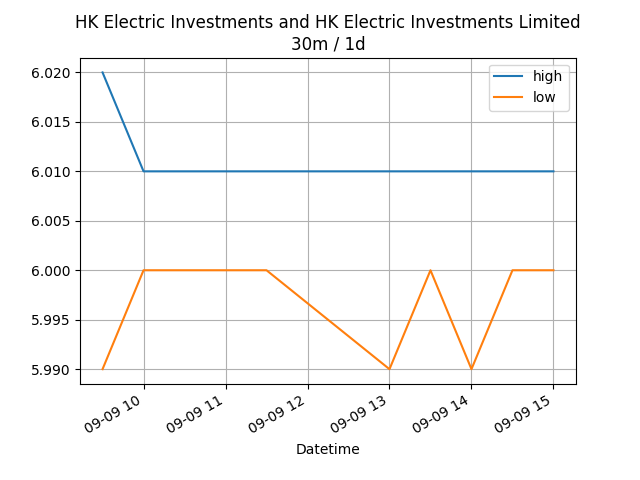 HK Electric Investments and HK Electric Investments Limited
30m / 1d
high
low
6.020
6.015
6.010
6.005
6.000
5.995
5.990
09-09 10
09-09 11
09-09 12
09-09 13
09-09 14
09-09 15
Datetime